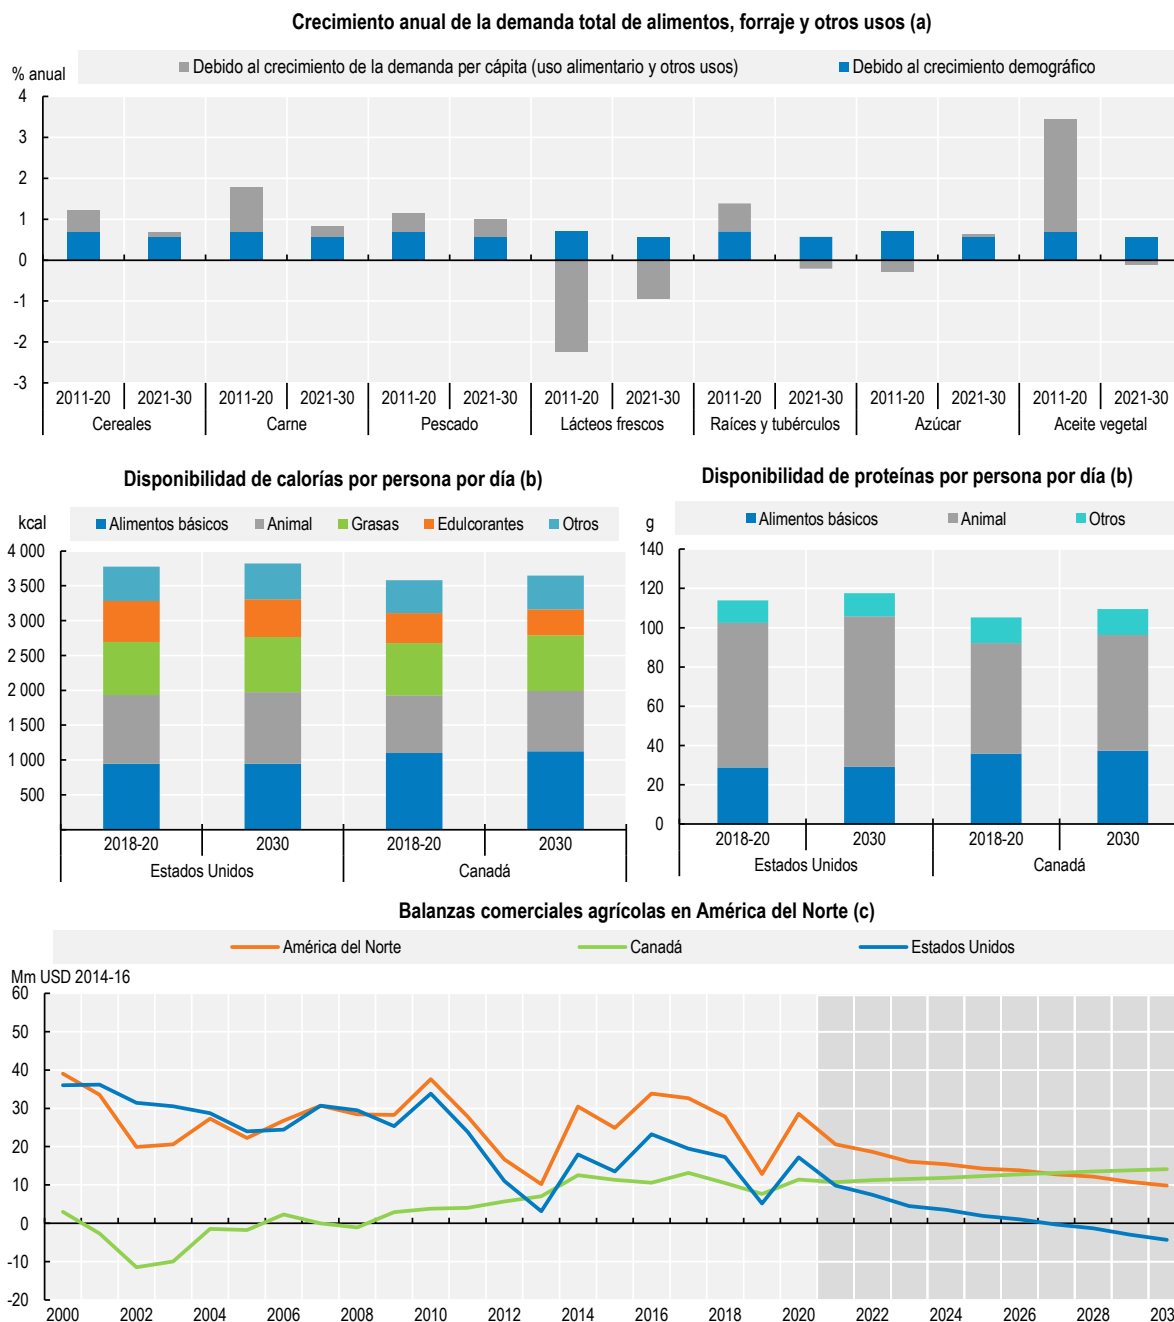 Crecimiento anual de la demanda total de alimentos, forraje y otros usos (a)
Debido al crecimiento de la demanda per cápita (uso alimentario y otros usos) Debido al crecimiento demográfico
% anual
4
3
2
1
0
-1
-2
-3
2011-20 2021-30 2011-20 2021-30 2011-20 2021-30 2011-20 2021-30 2011-20 2021-30 2011-20 2021-30 2011-20 2021-30
Cereales Carne Pescado Lácteos frescos Raíces y tubérculos Azúcar Aceite vegetal
Disponibilidad de calorías por persona por día (b)
kcal
Alimentos básicos Animal Grasas Edulcorantes Otros
4 000
3 500
3 000
2 500
2 000
1 500
1 000
500
2018-20 2030 2018-20 2030
Estados Unidos Canadá
Disponibilidad de proteínas por persona por día (b)
g
Alimentos básicos Animal Otros
140
120
100
80
60
40
20
0
2018-20 2030 2018-20 2030
Estados Unidos Canadá
Balanzas comerciales agrícolas en América del Norte (c)
América del Norte Canadá Estados Unidos
Mm USD 2014-16
60
50
40
30
20
10
0
-10
-20
2000 2002 2004 2006 2008 2010 2012 2014 2016 2018 2020 2022 2024 2026 2028 203